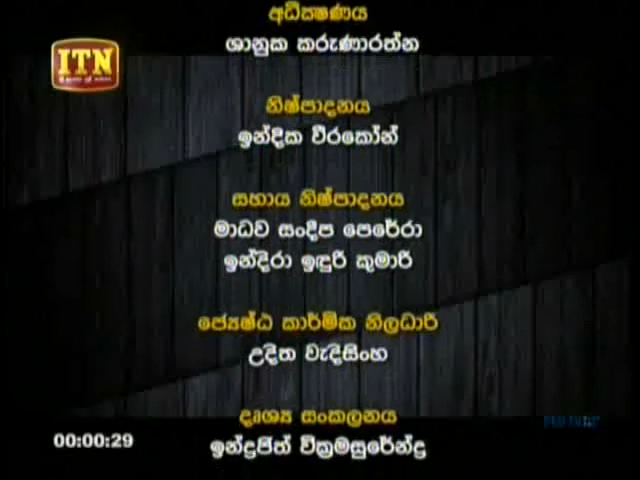 අධීක්ෂණය
ශානුක කරුණාරත්න
ITN
නිෂ්පාදනය
ඉන්දික වීරකෝන්
සහාය නිෂ්පාදනය
මාධව සංදීප පෙරේරා
ඉන්දිරා ඉඳුරි කුමාරි
ජ්‍යෙෂ්ඨ කාර්මික නිලධාරී
උදිත වැදිසිංහ
දෘශ්‍ය සංකලනය
ඉන්ද්‍රජිත් වික්‍රමසුරේන්ද්‍ර
00:00:29